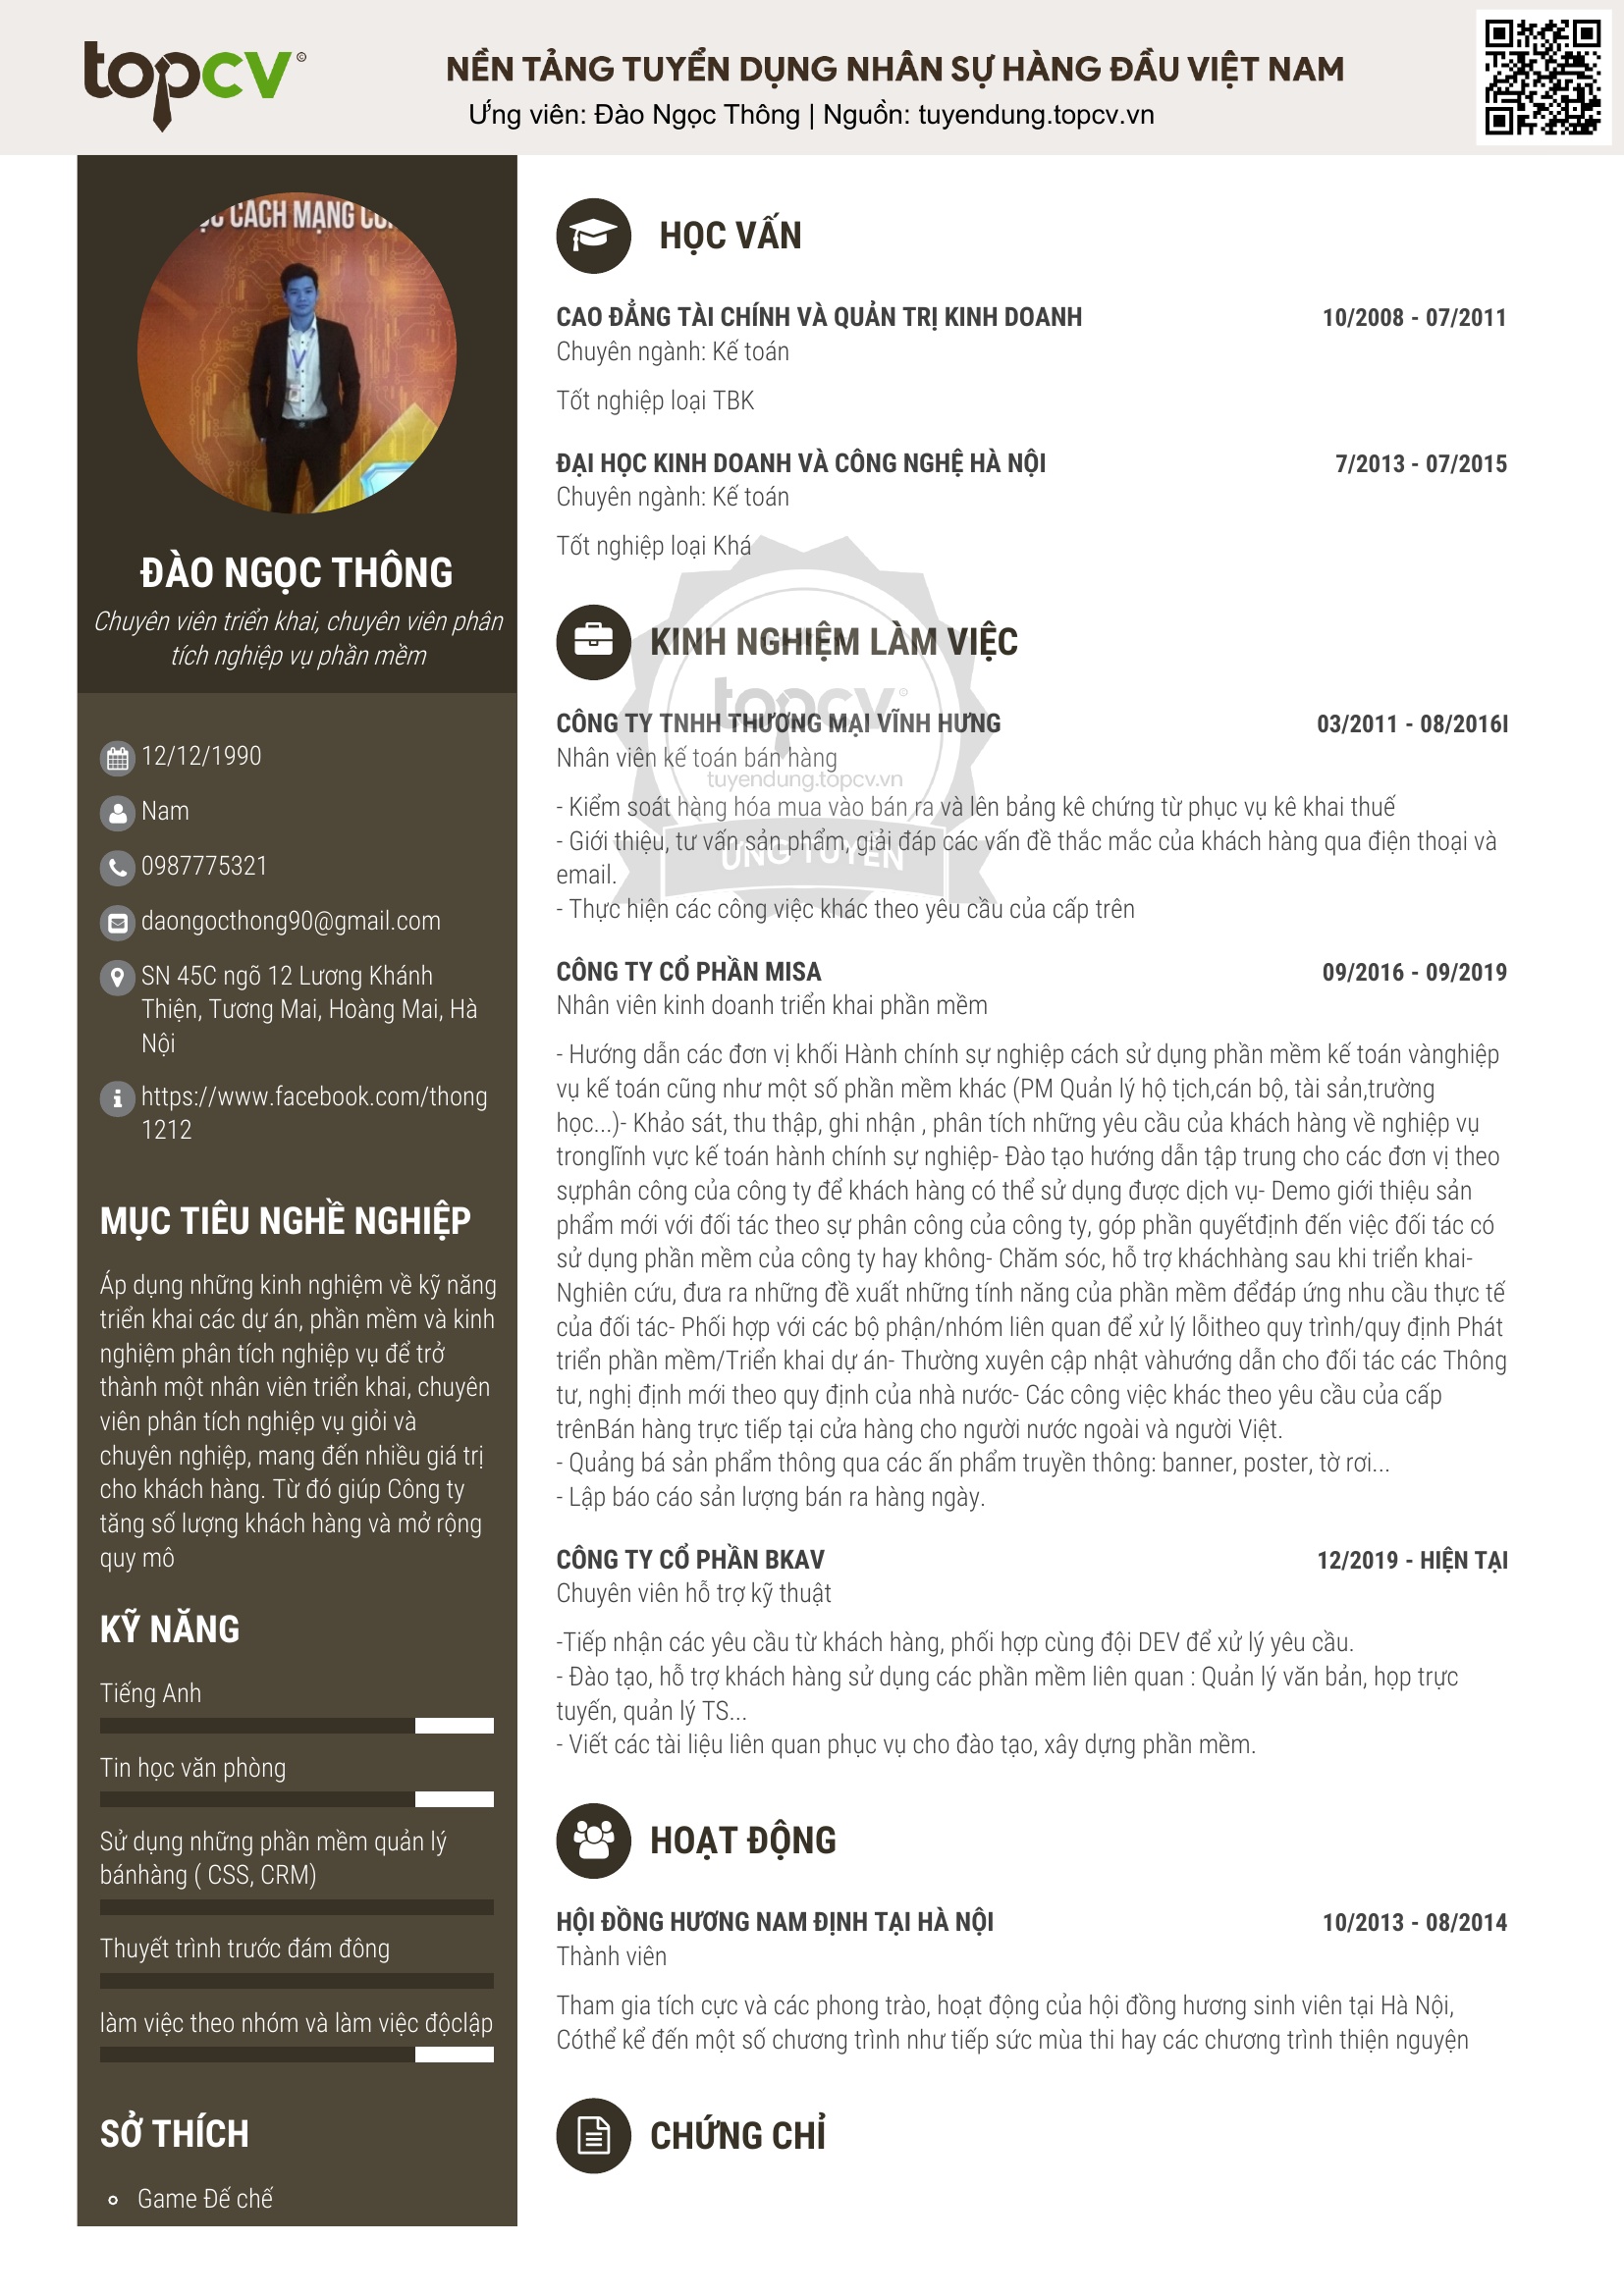 topcv©
NỀN TẢNG TUYỂN DỤNG NHÂN SỰ HÀNG ĐẦU VIỆT NAM
Ứng viên: Đào Ngọc Thông | Nguồn: tuyendung.topcv.vn
CÁCH MẠNG
ĐÀO NGỌC THÔNG
Chuyên viên triển khai, chuyên viên phân
tích nghiệp vụ phần mềm
12/12/1990
Nam
0987775321
daongocthong90@gmail.com
SN 45C ngõ 12 Lương Khánh
Thiện, Tương Mai, Hoàng Mai, Hà
Nội
https://www.facebook.com/thong
1212
MỤC TIÊU NGHỀ NGHIỆP
Áp dụng những kinh nghiệm về kỹ năng
triển khai các dự án, phần mềm và kinh
nghiệm phân tích nghiệp vụ để trở
thành một nhân viên triển khai, chuyên
viên phân tích nghiệp vụ giỏi và
chuyên nghiệp, mang đến nhiều giá trị
cho khách hàng. Từ đó giúp Công ty
tăng số lượng khách hàng và mở rộng
quy mô
KỸ NĂNG
Tiếng Anh
Tin học văn phòng
Sử dụng những phần mềm quản lý
bánhàng ( CSS, CRM)
Thuyết trình trước đám đông
làm việc theo nhóm và làm việc độclập
SỞ THÍCH
Game Đế chế
HỌC VẤN
CAO ĐẲNG TÀI CHÍNH VÀ QUẢN TRỊ KINH DOANH 10/2008 - 07/2011
Chuyên ngành: Kế toán
Tốt nghiệp loại TBK
ĐẠI HỌC KINH DOANH VÀ CÔNG NGHỆ HÀ NỘI 7/2013 - 07/2015
Chuyên ngành: Kế toán
Tốt nghiệp loại Khá
KINH NGHIỆM LÀM VIỆC
topcv©
CÔNG TY TNHH THƯƠNG MẠI VĨNH HƯNG 03/2011 - 08/2016I
Nhân viên kế toán bán hàng
tuyendung.topcv.vn
- Kiểm soát hàng hóa mua vào bán ra và lên bảng kê chứng từ phục vụ kê khai thuế
- Giới thiệu, tư vấn sản phẩm, giải đáp các vấn đề thắc mắc của khách hàng qua điện thoại và
email.
ỨNG TUYỂN
- Thực hiện các công việc khác theo yêu cầu của cấp trên
CÔNG TY CỔ PHẦN MISA 09/2016 - 09/2019
Nhân viên kinh doanh triển khai phần mềm
- Hướng dẫn các đơn vị khối Hành chính sự nghiệp cách sử dụng phần mềm kế toán vànghiệp
vụ kế toán cũng như một số phần mềm khác (PM Quản lý hộ tịch,cán bộ, tài sản,trường
học...)- Khảo sát, thu thập, ghi nhận , phân tích những yêu cầu của khách hàng về nghiệp vụ
tronglĩnh vực kế toán hành chính sự nghiệp- Đào tạo hướng dẫn tập trung cho các đơn vị theo
sựphân công của công ty để khách hàng có thể sử dụng được dịch vụ- Demo giới thiệu sản
phẩm mới với đối tác theo sự phân công của công ty, góp phần quyếtđịnh đến việc đối tác có
sử dụng phần mềm của công ty hay không- Chăm sóc, hỗ trợ kháchhàng sau khi triển khai-
Nghiên cứu, đưa ra những đề xuất những tính năng của phần mềm đểđáp ứng nhu cầu thực tế
của đối tác- Phối hợp với các bộ phận/nhóm liên quan để xử lý lỗitheo quy trình/quy định Phát
triển phần mềm/Triển khai dự án- Thường xuyên cập nhật vàhướng dẫn cho đối tác các Thông
tư, nghị định mới theo quy định của nhà nước- Các công việc khác theo yêu cầu của cấp
trênBán hàng trực tiếp tại cửa hàng cho người nước ngoài và người Việt.
- Quảng bá sản phẩm thông qua các ấn phẩm truyền thông: banner, poster, tờ rơi...
- Lập báo cáo sản lượng bán ra hàng ngày.
CÔNG TY CỔ PHẦN BKAV 12/2019 - HIỆN TẠI
Chuyên viên hỗ trợ kỹ thuật
-Tiếp nhận các yêu cầu từ khách hàng, phối hợp cùng đội DEV để xử lý yêu cầu.
- Đào tạo, hỗ trợ khách hàng sử dụng các phần mềm liên quan : Quản lý văn bản, họp trực
tuyến, quản lý TS...
- Viết các tài liệu liên quan phục vụ cho đào tạo, xây dựng phần mềm.
HOẠT ĐỘNG
HỘI ĐỒNG HƯƠNG NAM ĐỊNH TẠI HÀ NỘI 10/2013 - 08/2014
Thành viên
Tham gia tích cực và các phong trào, hoạt động của hội đồng hương sinh viên tại Hà Nội,
Cóthể kể đến một số chương trình như tiếp sức mùa thi hay các chương trình thiện nguyện
CHỨNG CHỈ